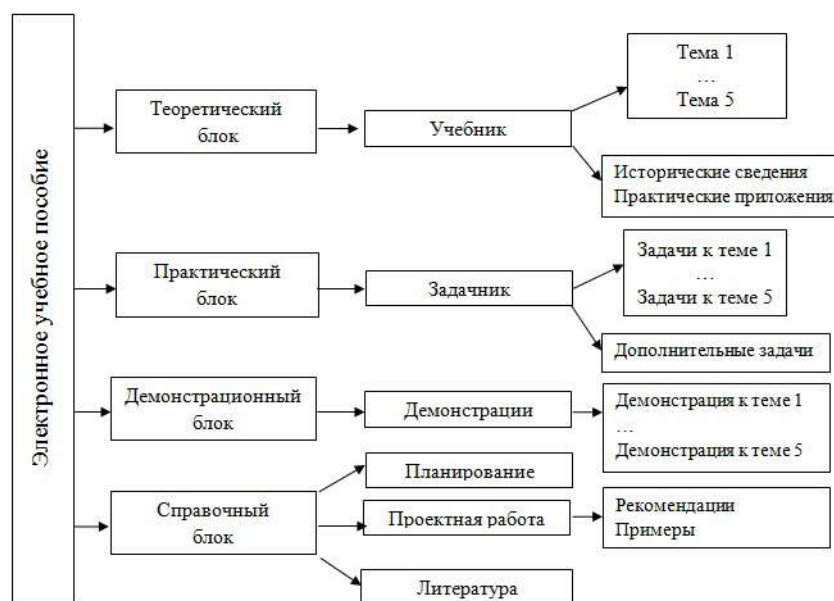 Электронное учебное пособие
Теоретический
блок
Учебник
Тема 1
…
Тема 5
Исторические сведения
Практические приложения
Практический
блок
Задачник
Задачи к теме 1
…
Задачи к теме 5
Дополнительные задачи
Демонстрационный
блок
Демонстрации
Демонстрация к теме 1
…
Демонстрация к теме 5
Справочный
блок
Планирование
Проектная работа
Рекомендации
Примеры
Литература